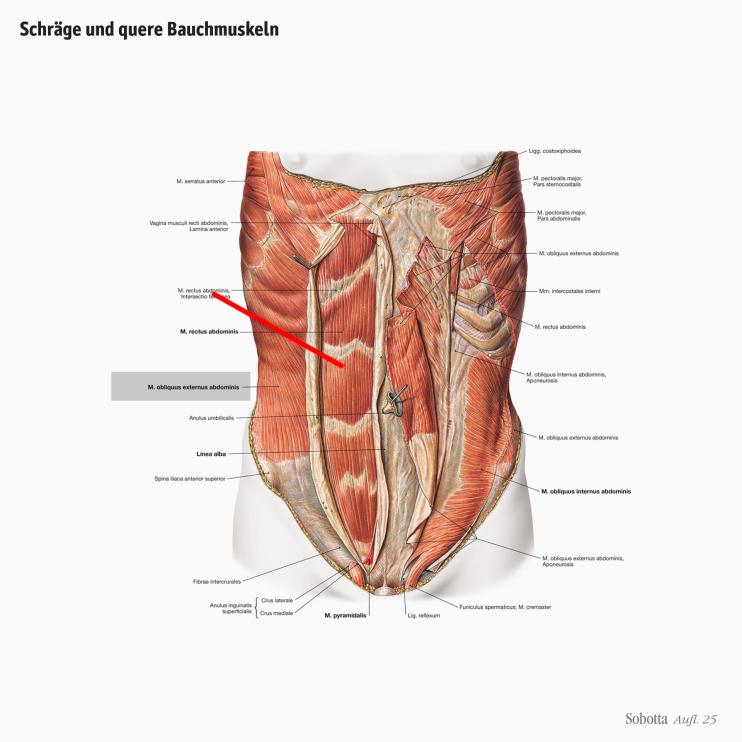 Schräge und quere Bauchmuskeln
Ligg. costoxiphoidea
M. serratus anterior
M. pectoralis major,
Pars sternocostalis
Vagina musculi recti abdominis,
Lamina anterior
M. pectoralis major,
Pars abdominalis
M. obliquus externus abdominis
M. rectus abdominis,
Intersectio
Mm. intercostales interni
M. rectus abdominis
M. rectus abdominis
M. obliquus internus abdominis,
Aponeurosis
M. obliquus externus abdominis
Anulus umbilicalis
M. obliquus externus abdominis
Linea alba
Spina iliaca anterior superior
M. obliquus internus abdominis
M. obliquus externus abdominis,
Aponeurosis
Fibrae intercrurales
Anulus inguinalis
superficialis
Crus laterale
Crus mediale
M. pyramidalis
Lig. reflexum
Funiculus spermaticus; M. cremaster
Sobotta Aufl. 25